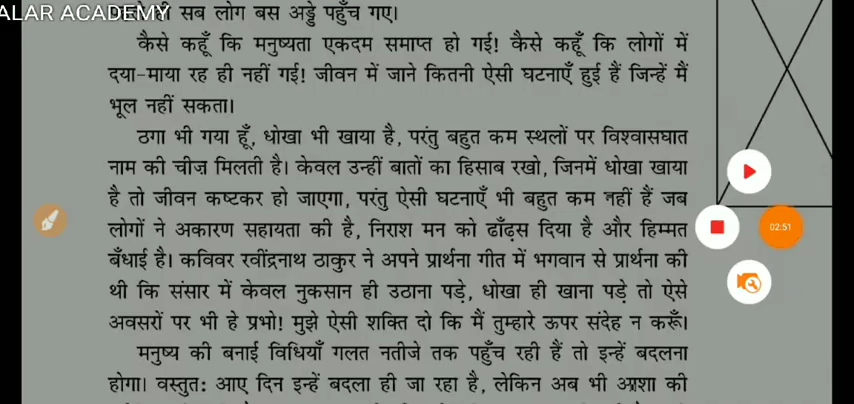 ALAR ACADEMY ही सब लोग बस अड्डे पहुँच गए।
कैसे कहूँ कि मनुष्यता एकदम समाप्त हो गई! कैसे कहूँ कि लोगों में
दया-माया रह ही नहीं गई! जीवन में जाने कितनी ऐसी घटनाएँ हुई हैं जिन्हें मैं
भूल नहीं सकता।
ठगा भी गया हूँ, धोखा भी खाया है, परंतु बहुत कम स्थलों पर विश्वासघात
नाम की चीज़ मिलती है। केवल उन्हीं बातों का हिसाब रखो, जिनमें धोखा खाया
है तो जीवन कष्टकर हो जाएगा, परंतु ऐसी घटनाएँ भी बहुत कम नहीं हैं जब
लोगों ने अकारण सहायता की है, निराश मन को ढाँढ़स दिया है और हिम्मत
बँधाई है। कविवर रवींद्रनाथ ठाकुर ने अपने प्रार्थना गीत में भगवान से प्रार्थना की
थी कि संसार में केवल नुकसान ही उठाना पड़े, धोखा ही खाना पड़े तो ऐसे
अवसरों पर भी हे प्रभो! मुझे ऐसी शक्ति दो कि मैं तुम्हारे ऊपर संदेह न करूँ।
मनुष्य की बनाई विधियाँ गलत नतीजे तक पहुँच रही हैं तो इन्हें बदलना
होगा। वस्तुत: आए दिन इन्हें बदला ही जा रहा है, लेकिन अब भी आशा की
02:51